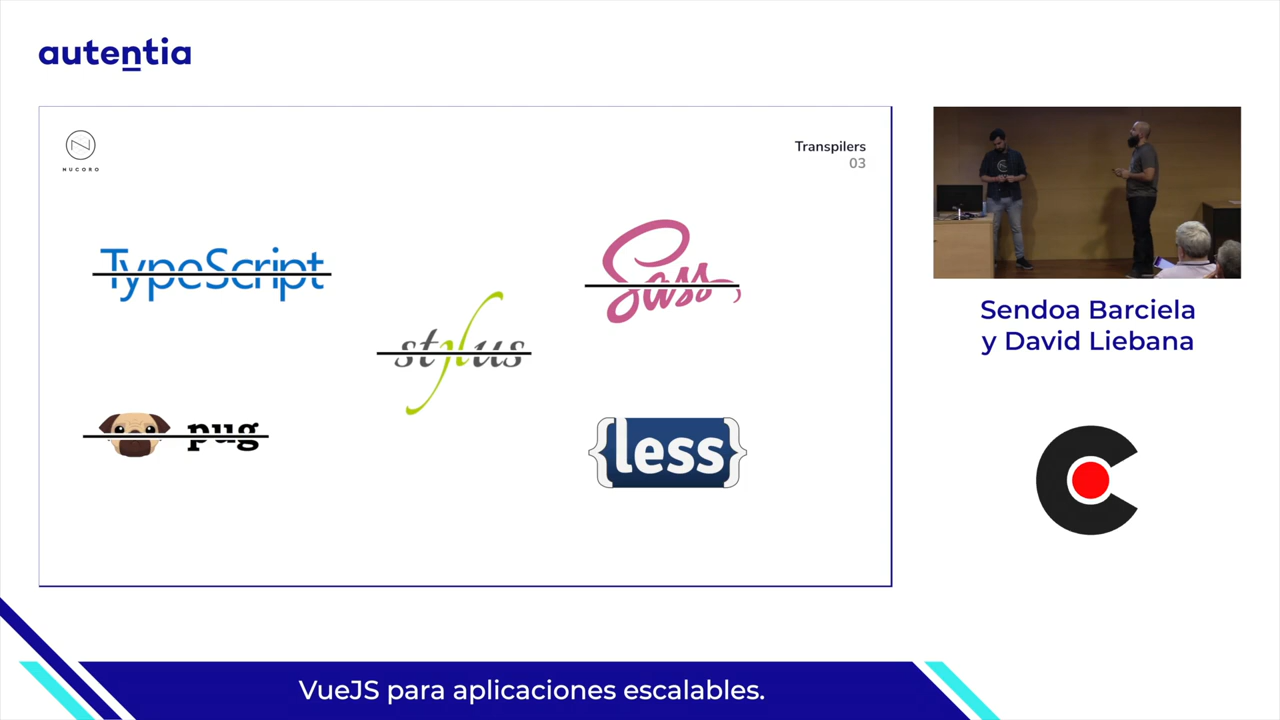 autentia
NUCORO
Transpilers
03
TypeScript
Sass
stylus
pug
{less}
Sendoa Barciela
y David Liebana
VueJS para aplicaciones escalables.